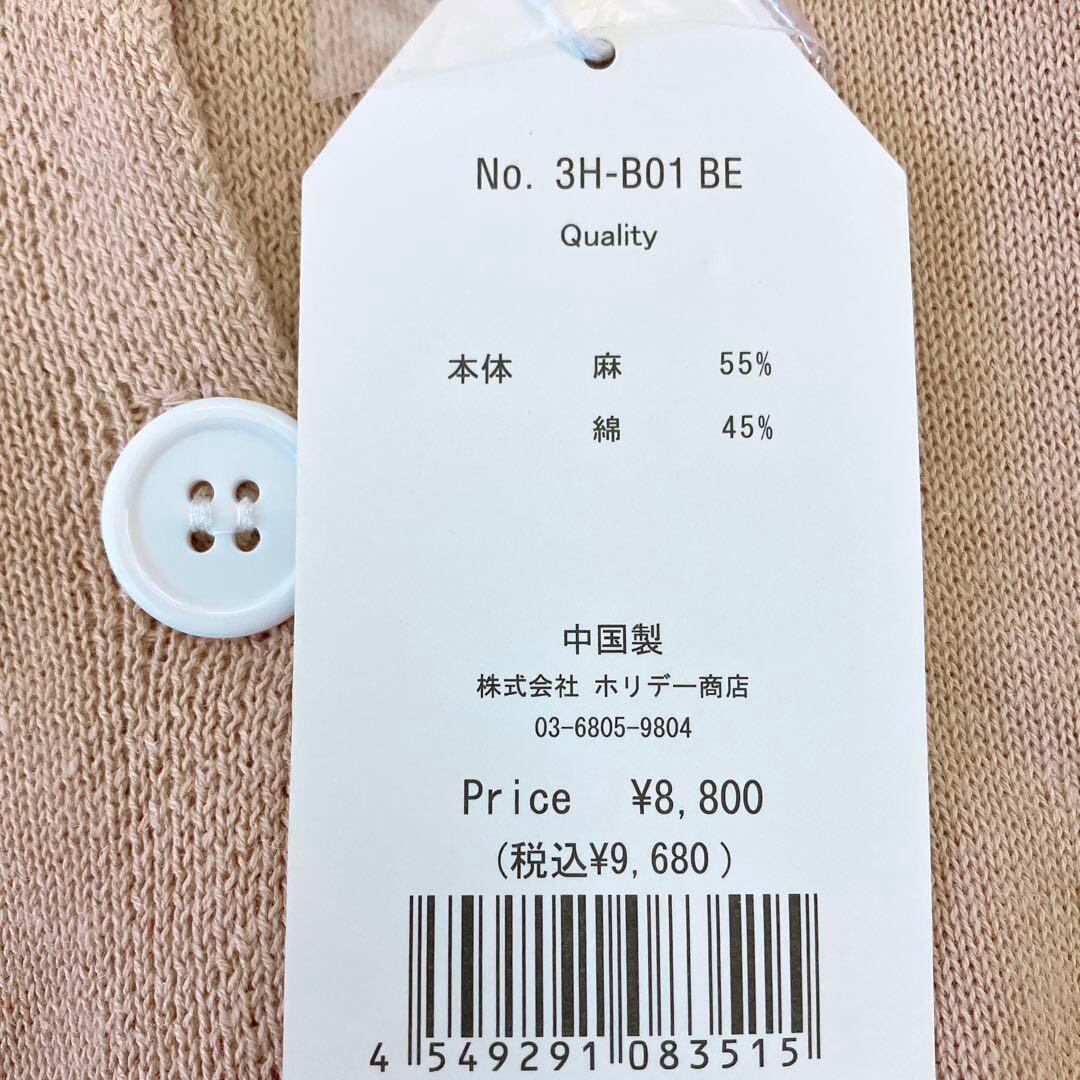 No. 3H-B01 BE
Quality
本体 麻 55%
綿 45%
中国製
株式会社 ホリデー商店
03-6805-9804
Price ¥8,800
(税込¥9,680)
4 549291 083515